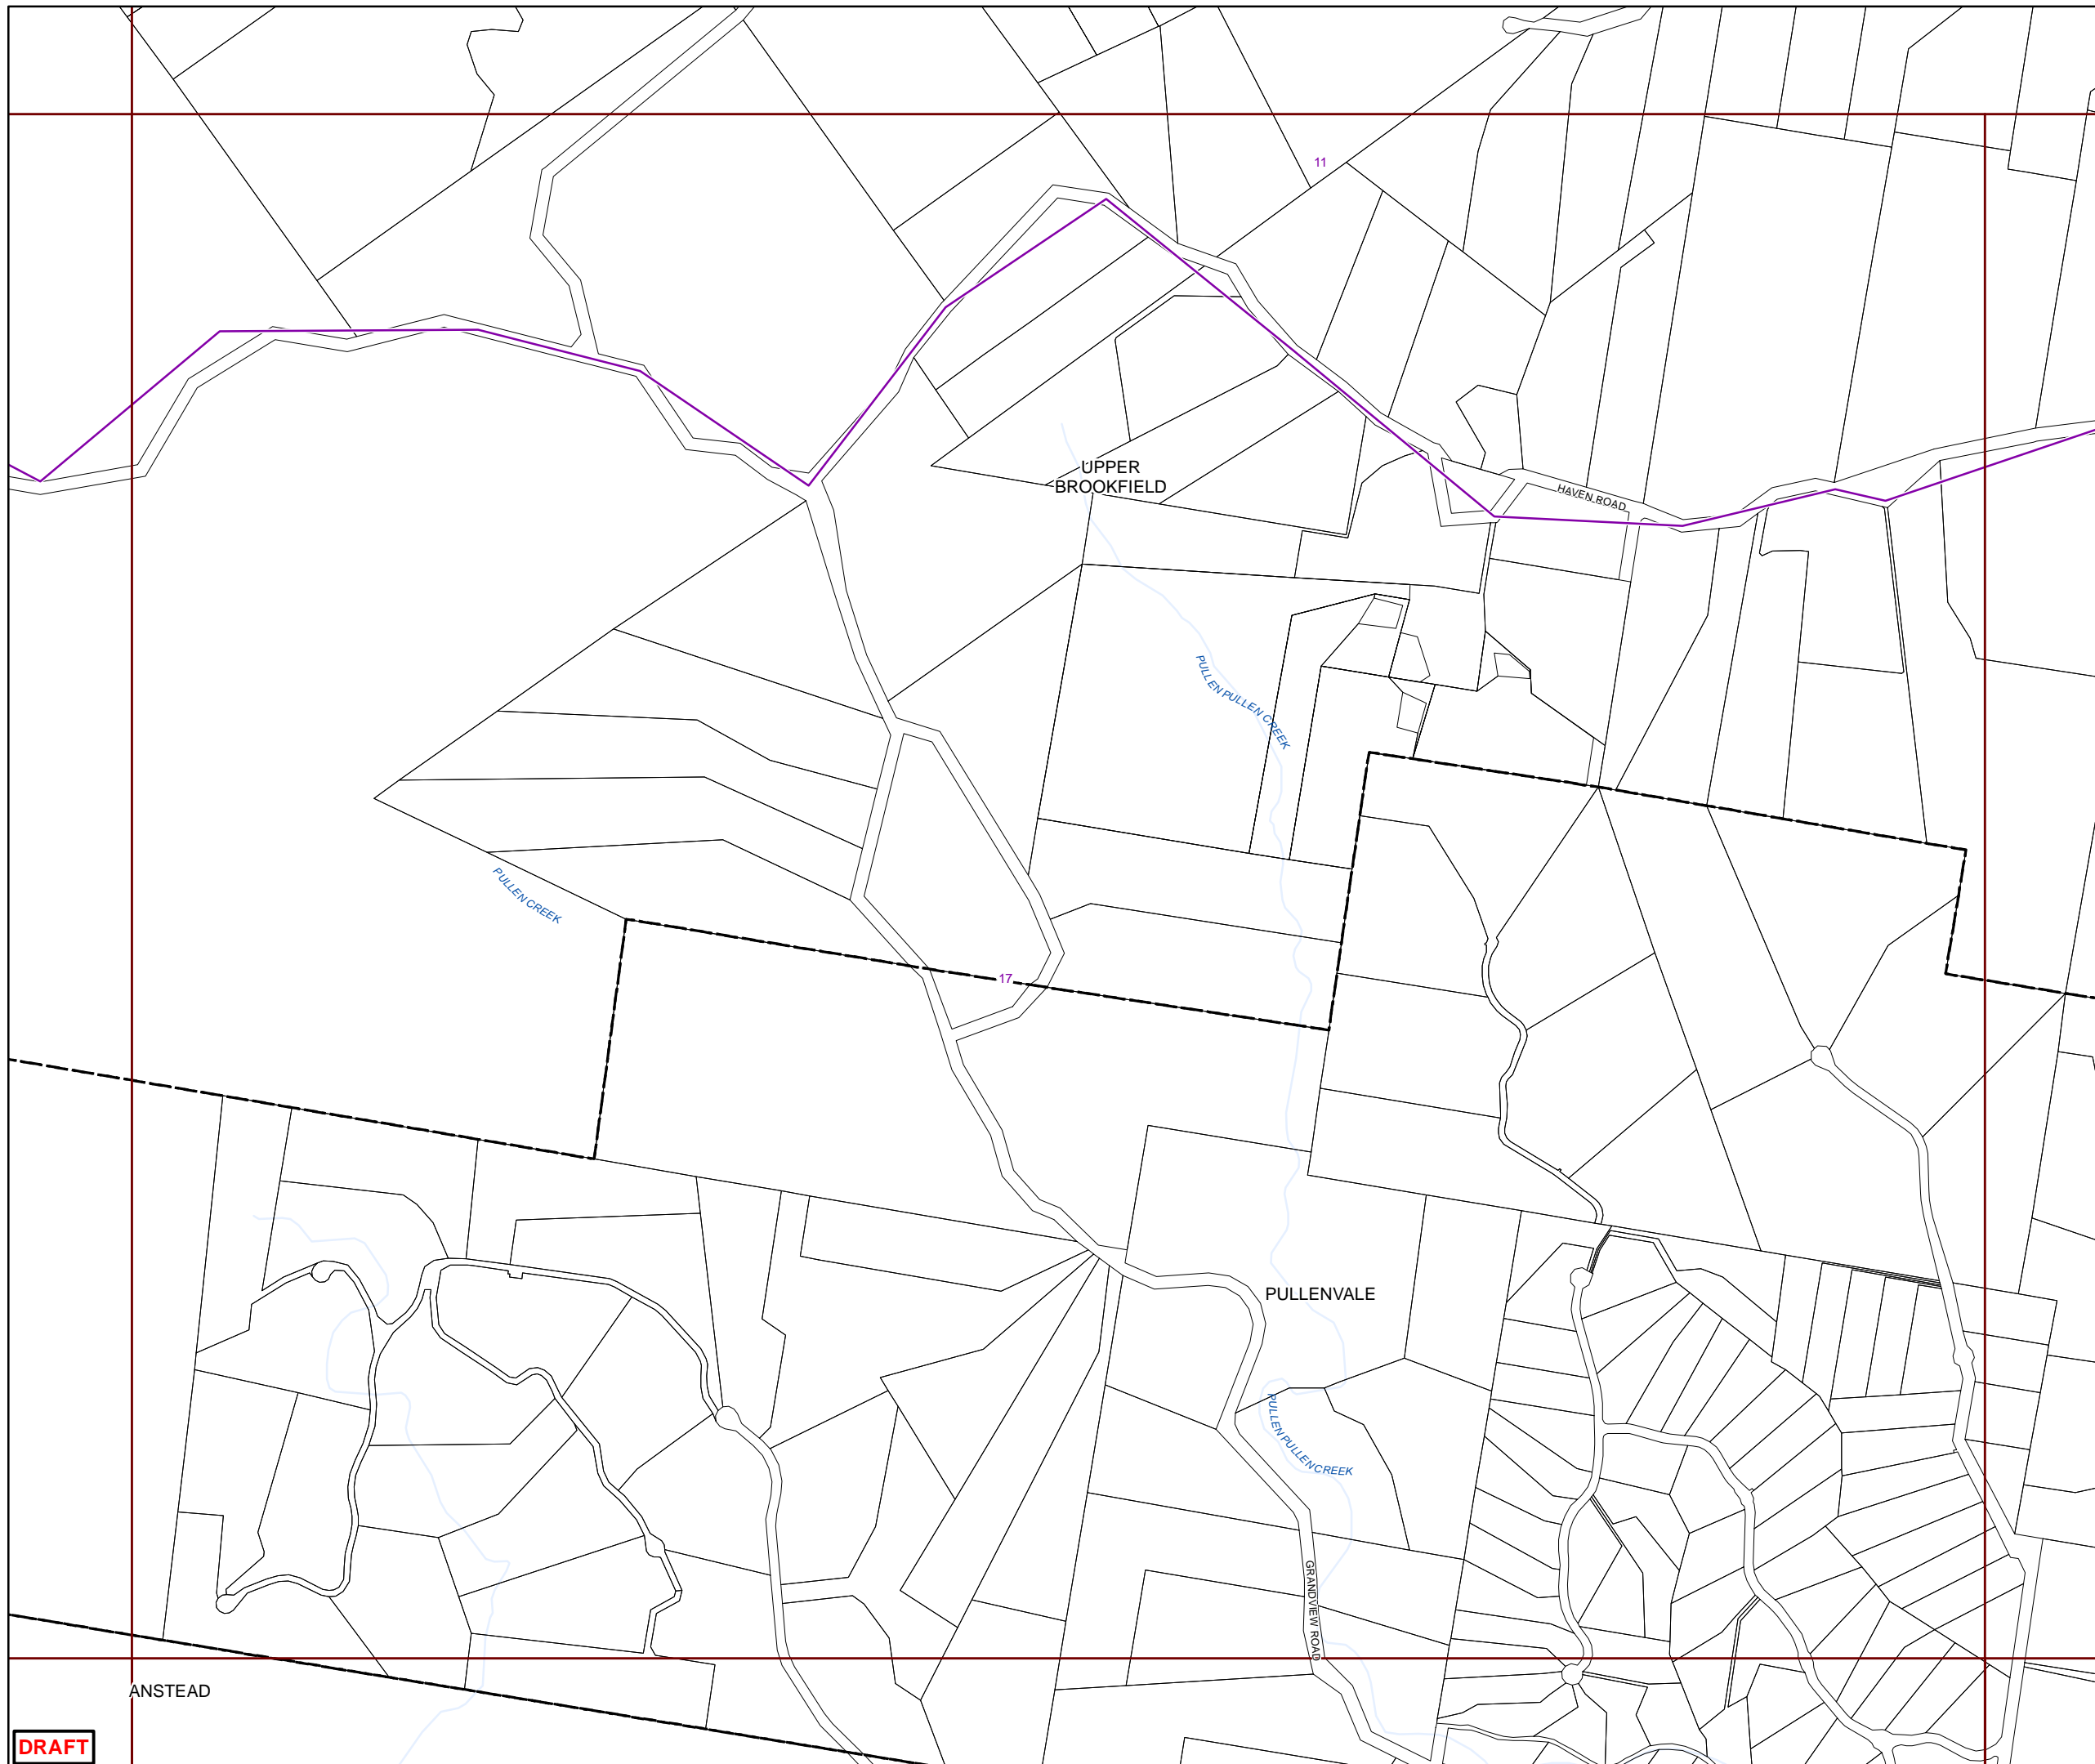 11
UPPER
BROOKFIELD
HAVEN ROAD
PULLEN PULLEN CREEK
PULLEN CREEK
17
PULLENVALE
PULLEN PULLEN CREEK
GRANDVIEW ROAD
ANSTEAD
DRAFT